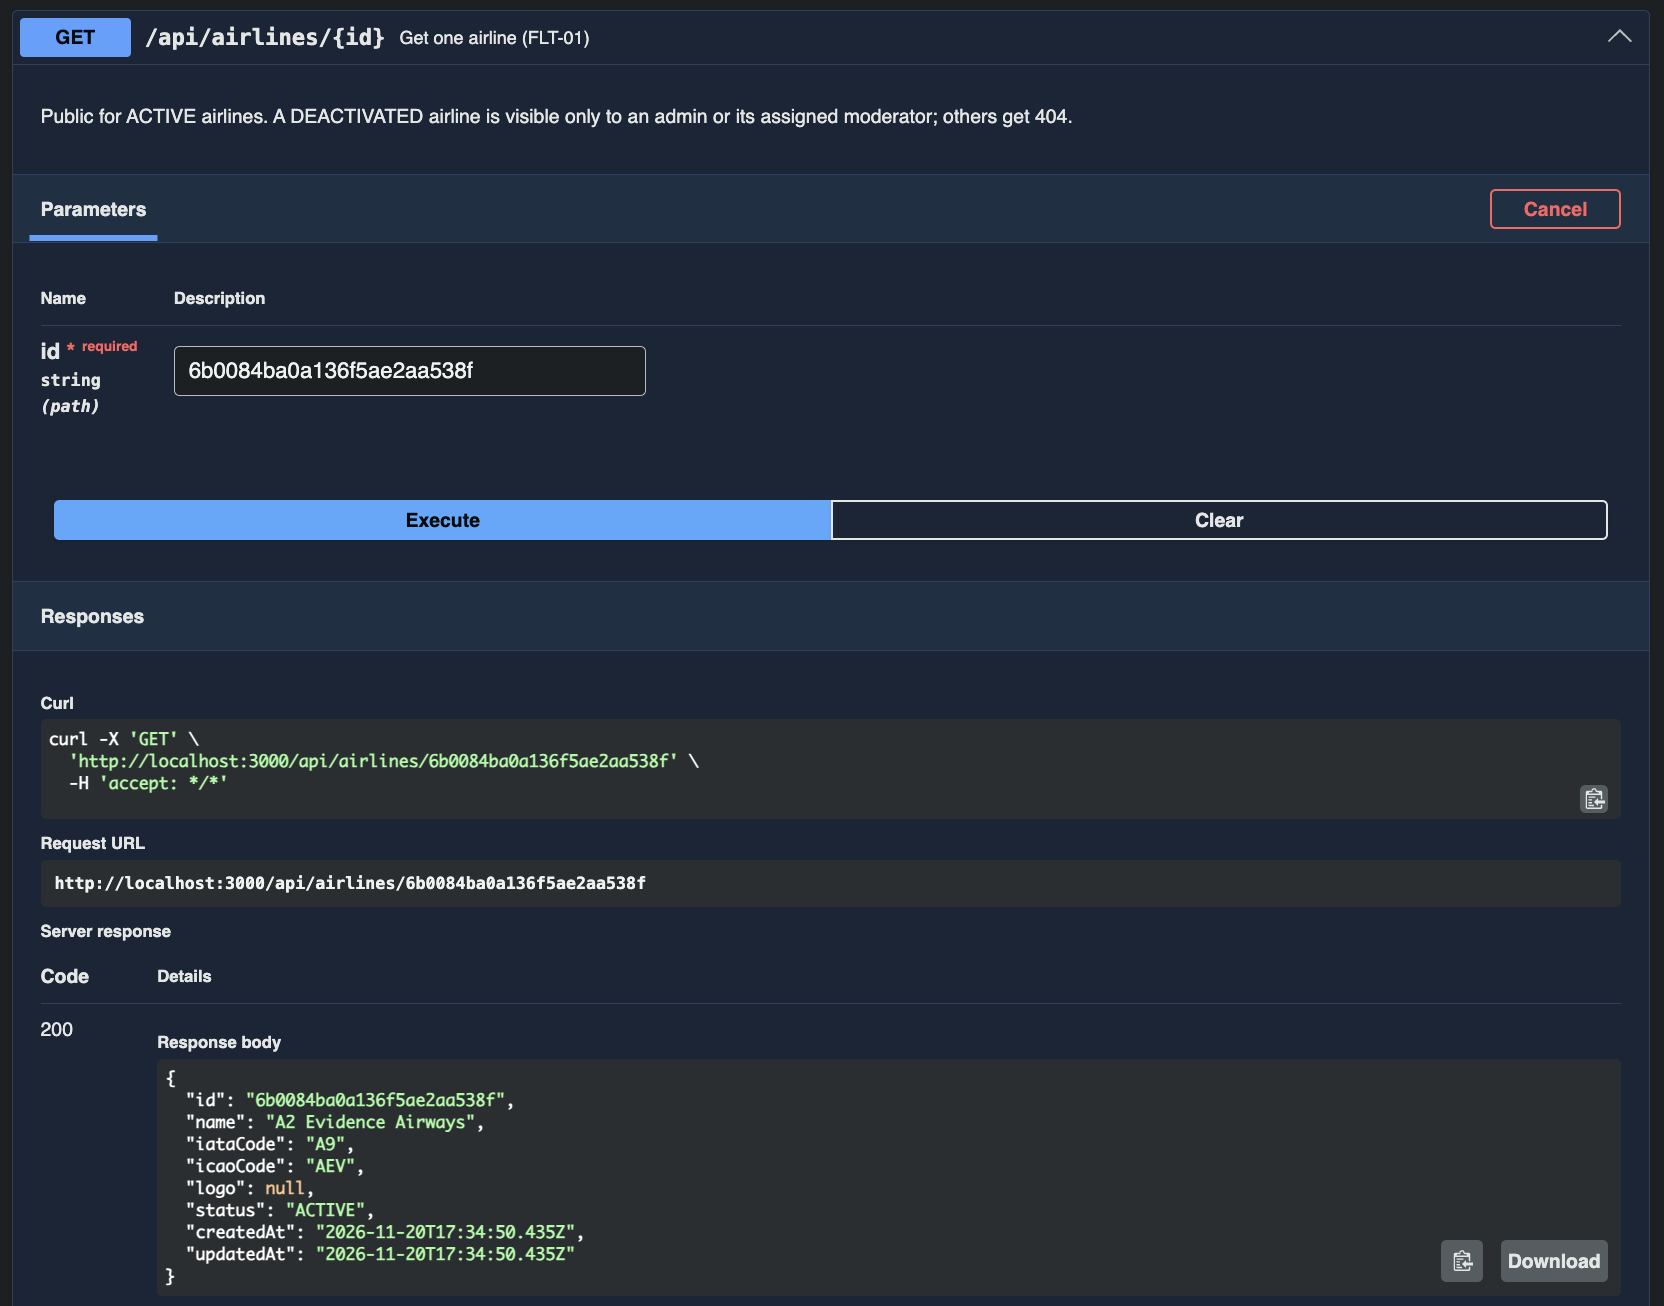 GET /api/airlines/{id} Get one airline (FLT-01)
Public for ACTIVE airlines. A DEACTIVATED airline is visible only to an admin or its assigned moderator; others get 404.
Parameters
Cancel
Name Description
id * required
string
(path)
6b0084ba0a136f5ae2aa538f
Execute Clear
Responses
Curl
curl -X 'GET' \
  'http://localhost:3000/api/airlines/6b0084ba0a136f5ae2aa538f' \
  -H 'accept: */*'
Request URL
http://localhost:3000/api/airlines/6b0084ba0a136f5ae2aa538f
Server response
Code Details
200
Response body
{
  "id": "6b0084ba0a136f5ae2aa538f",
  "name": "A2 Evidence Airways",
  "iataCode": "A9",
  "icaoCode": "AEV",
  "logo": null,
  "status": "ACTIVE",
  "createdAt": "2026-11-20T17:34:50.435Z",
  "updatedAt": "2026-11-20T17:34:50.435Z"
}
Download